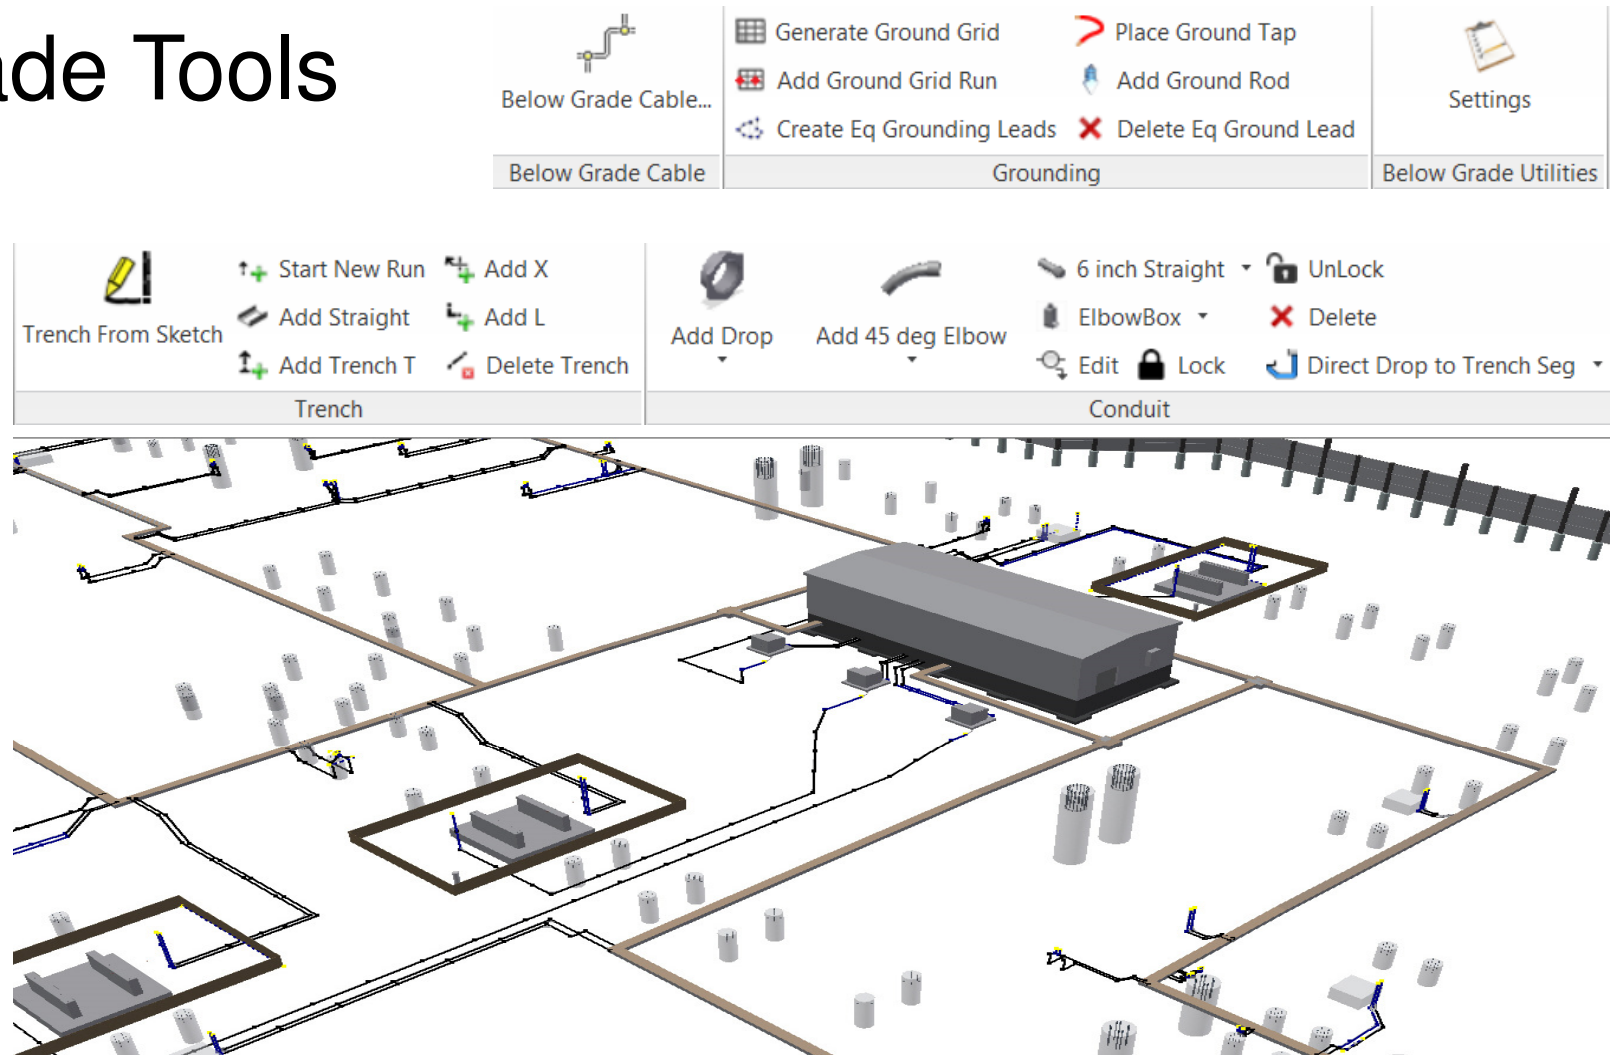 Tools
Below Grade Cable...
Below Grade Cable
Generate Ground Grid
Place Ground Tap
Add Ground Grid Run
Add Ground Rod
Create Eq Grounding Leads
Delete Eq Ground Lead
Grounding
Settings
Below Grade Utilities
Trench From Sketch
Start New Run
Add X
Add Straight
Add L
Add Trench T
Delete Trench
Trench
Add Drop
Add 45 deg Elbow
6 inch Straight
UnLock
ElbowBox
Delete
Edit
Lock
Direct Drop to Trench Seg
Conduit